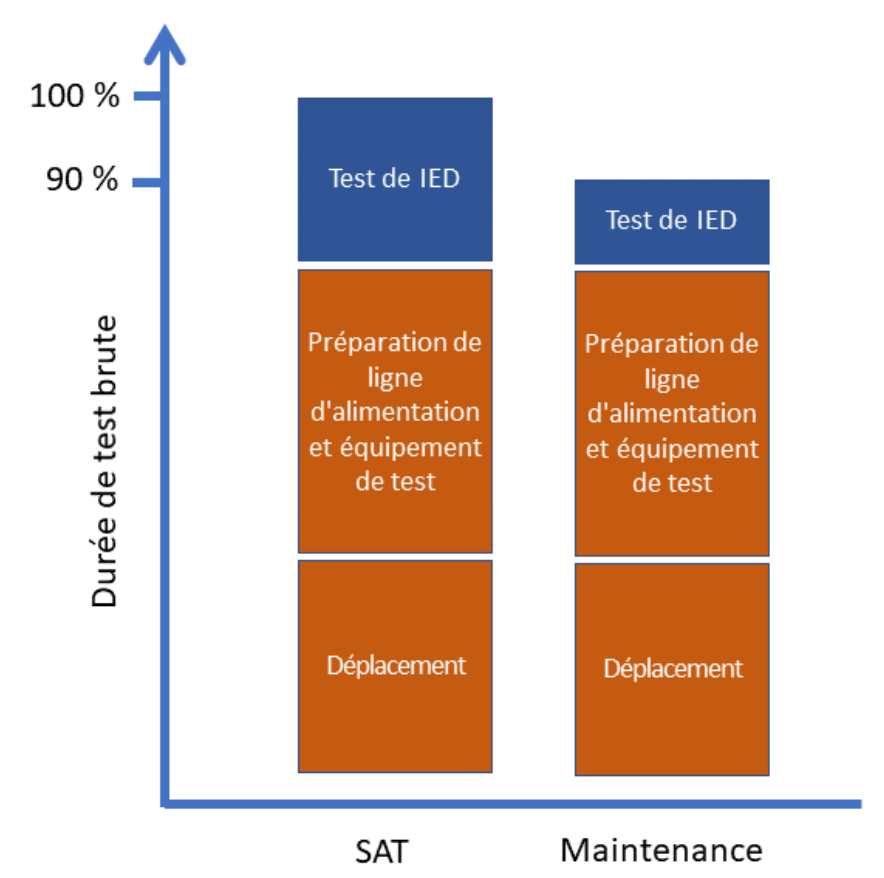 100 %
90 %
Durée de test brute
Test de IED
Préparation de
ligne
d'alimentation
et équipement
de test
Déplacement
Test de IED
Préparation de
ligne
d'alimentation
et équipement
de test
Déplacement
SAT
Maintenance